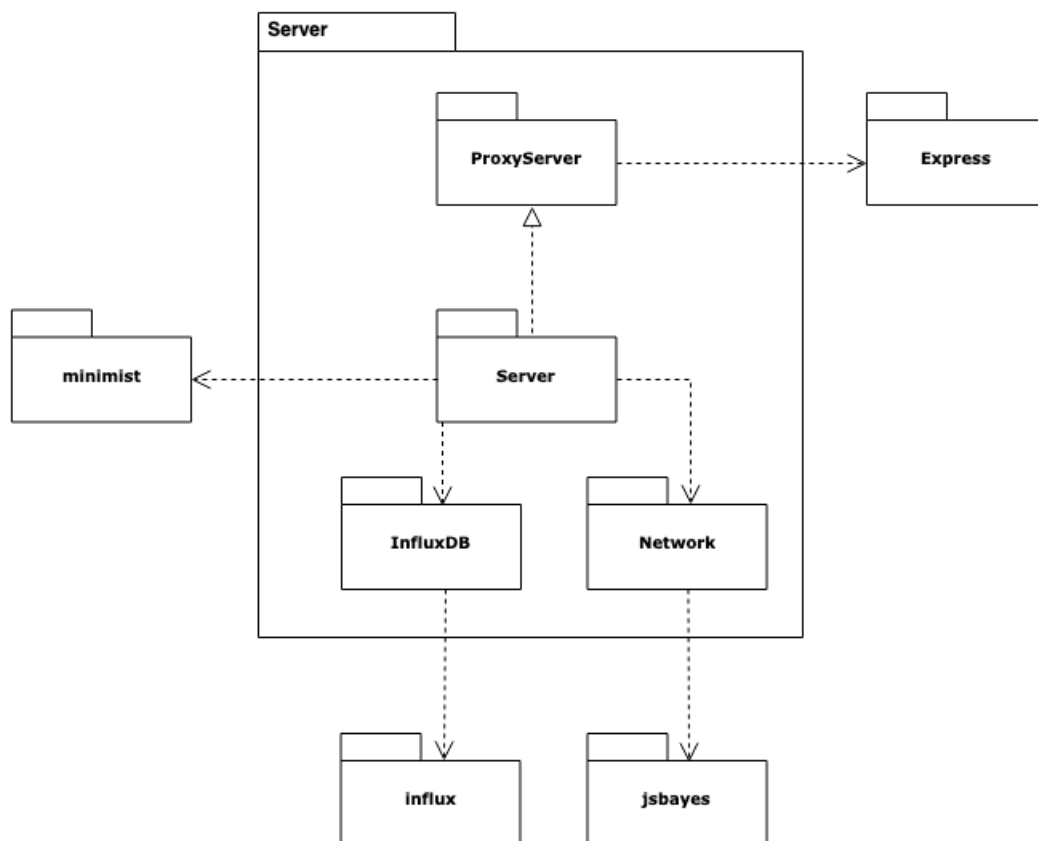 Server
ProxyServer
Express
minimist
Server
InfluxDB
Network
influx
jsbayes